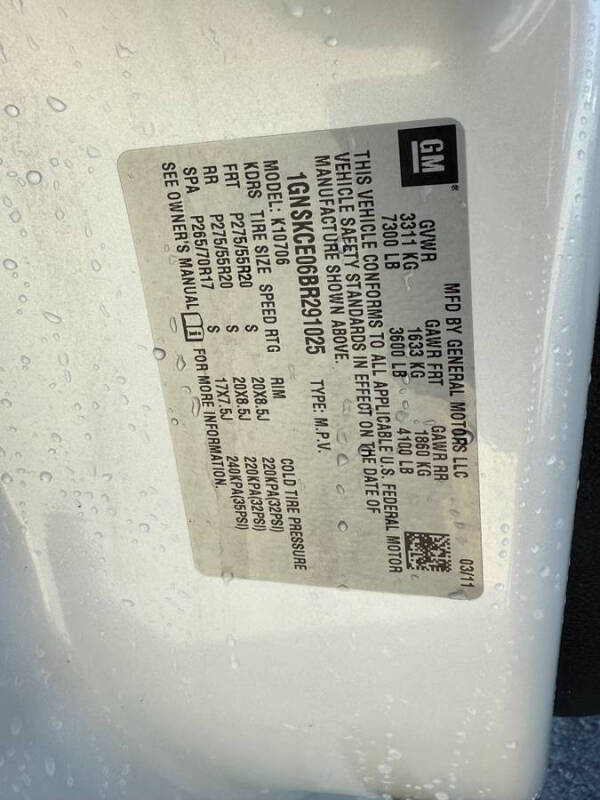 GM®
MFD BY GENERAL MOTORS LLC 03/11
GVWR GAWR FRT GAWR RR
3311 KG 1633 KG 1860 KG
7300 LB 3600 LB 4100 LB
THIS VEHICLE CONFORMS TO ALL APPLICABLE U.S. FEDERAL MOTOR
VEHICLE SAFETY STANDARDS IN EFFECT ON THE DATE OF
MANUFACTURE SHOWN ABOVE.
1GNSKCE06BR291025 TYPE: M.P.V.
MODEL: K10706
KDRS TIRE SIZE SPEED RTG RIM COLD TIRE PRESSURE
FRT P275/55R20 S 20X8.5J 220KPA(32PSI)
RR P275/55R20 S 20X8.5J 220KPA(32PSI)
SPA P265/70R17 S 17X7.5J 240KPA(35PSI)
SEE OWNER'S MANUAL FOR MORE INFORMATION.